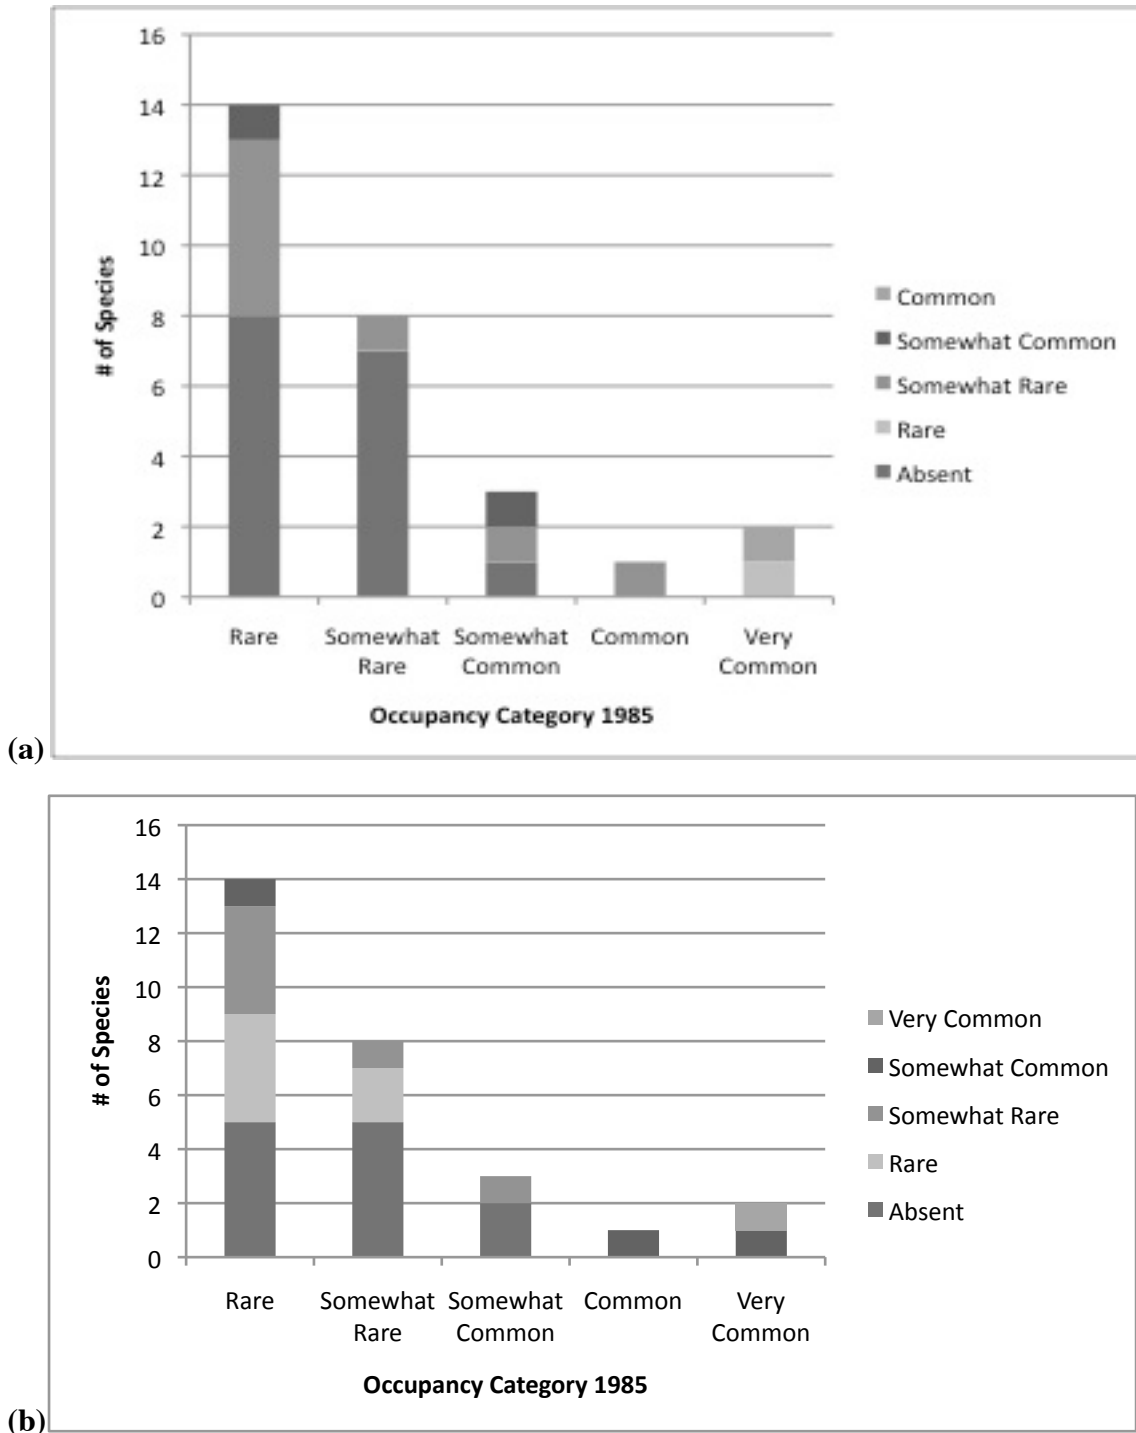 16
14
12
10
8
6
4
2
0
# of Species
Rare
Somewhat Rare
Somewhat Common
Common
Very Common
Occupancy Category 1985
Common
Somewhat Common
Somewhat Rare
Rare
Absent
(a)
16
14
12
10
8
6
4
2
0
# of Species
Rare
Somewhat Rare
Somewhat Common
Common
Very Common
Occupancy Category 1985
Very Common
Somewhat Common
Somewhat Rare
Rare
Absent
(b)